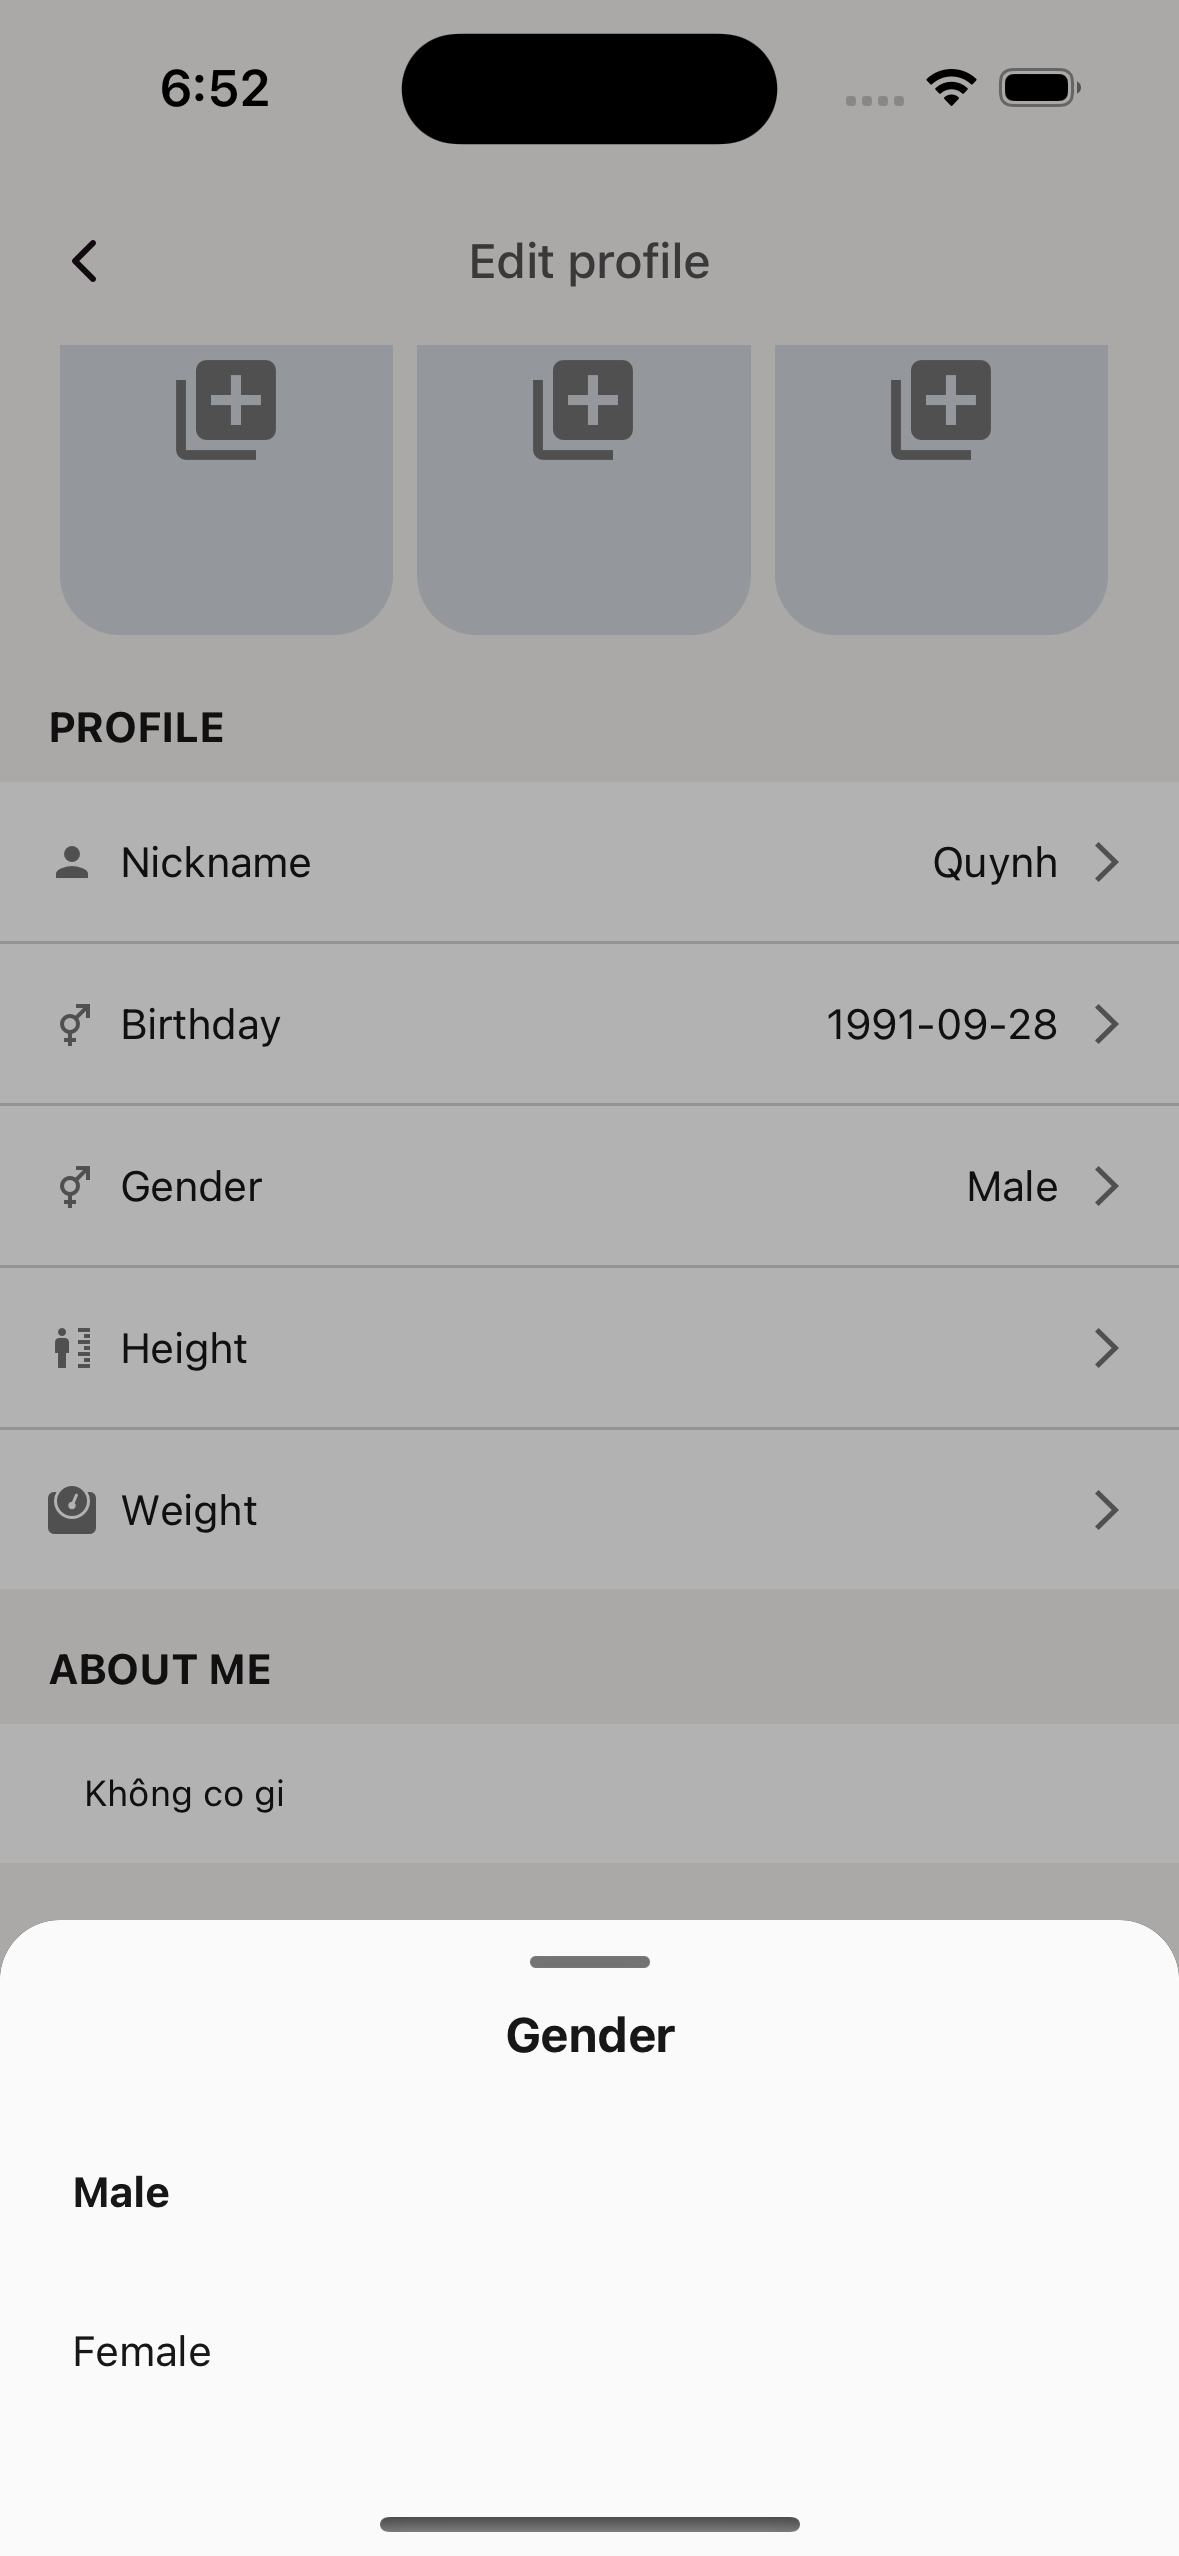 6:52
Edit profile
PROFILE
Nickname Quynh
Birthday 1991-09-28
Gender Male
Height
Weight
ABOUT ME
Không co gi
Gender
Male
Female